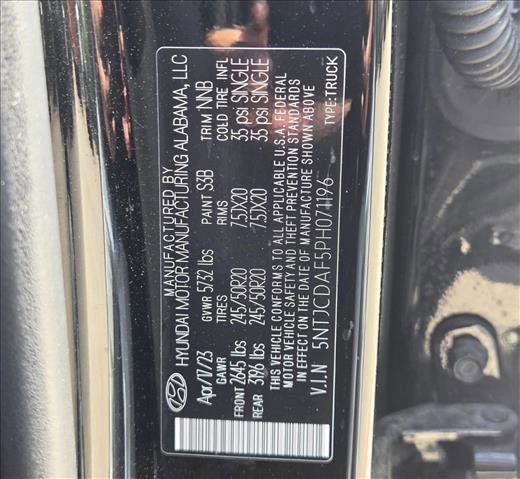 MANUFACTURED BY
HYUNDAI MOTOR MANUFACTURING ALABAMA, LLC
Apr/17/23 GVWR 5732 lbs PAINT S3B TRIM NNB
GAWR TIRES RIMS COLD TIRE INFL
FRONT 2645 lbs 245/50R20 7.5JX20 35 psi SINGLE
REAR 3196 lbs 245/50R20 7.5JX20 35 psi SINGLE
THIS VEHICLE CONFORMS TO ALL APPLICABLE U.S.A. FEDERAL
MOTOR VEHICLE SAFETY AND THEFT PREVENTION STANDARDS
IN EFFECT ON THE DATE OF MANUFACTURE SHOWN ABOVE
V.I.N 5NTJCDAF5PH071196 TYPE:TRUCK